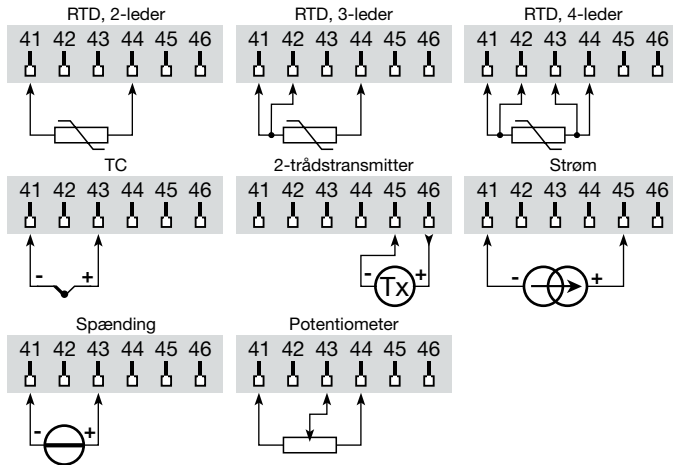 RTD, 2-leder RTD, 3-leder RTD, 4-leder
41 42 43 44 45 46 41 42 43 44 45 46 41 42 43 44 45 46
TC 2-trådstransmitter Strøm
41 42 43 44 45 46 41 42 43 44 45 46 41 42 43 44 45 46
- + - Tx + - +
Spænding Potentiometer
41 42 43 44 45 46 41 42 43 44 45 46
- +